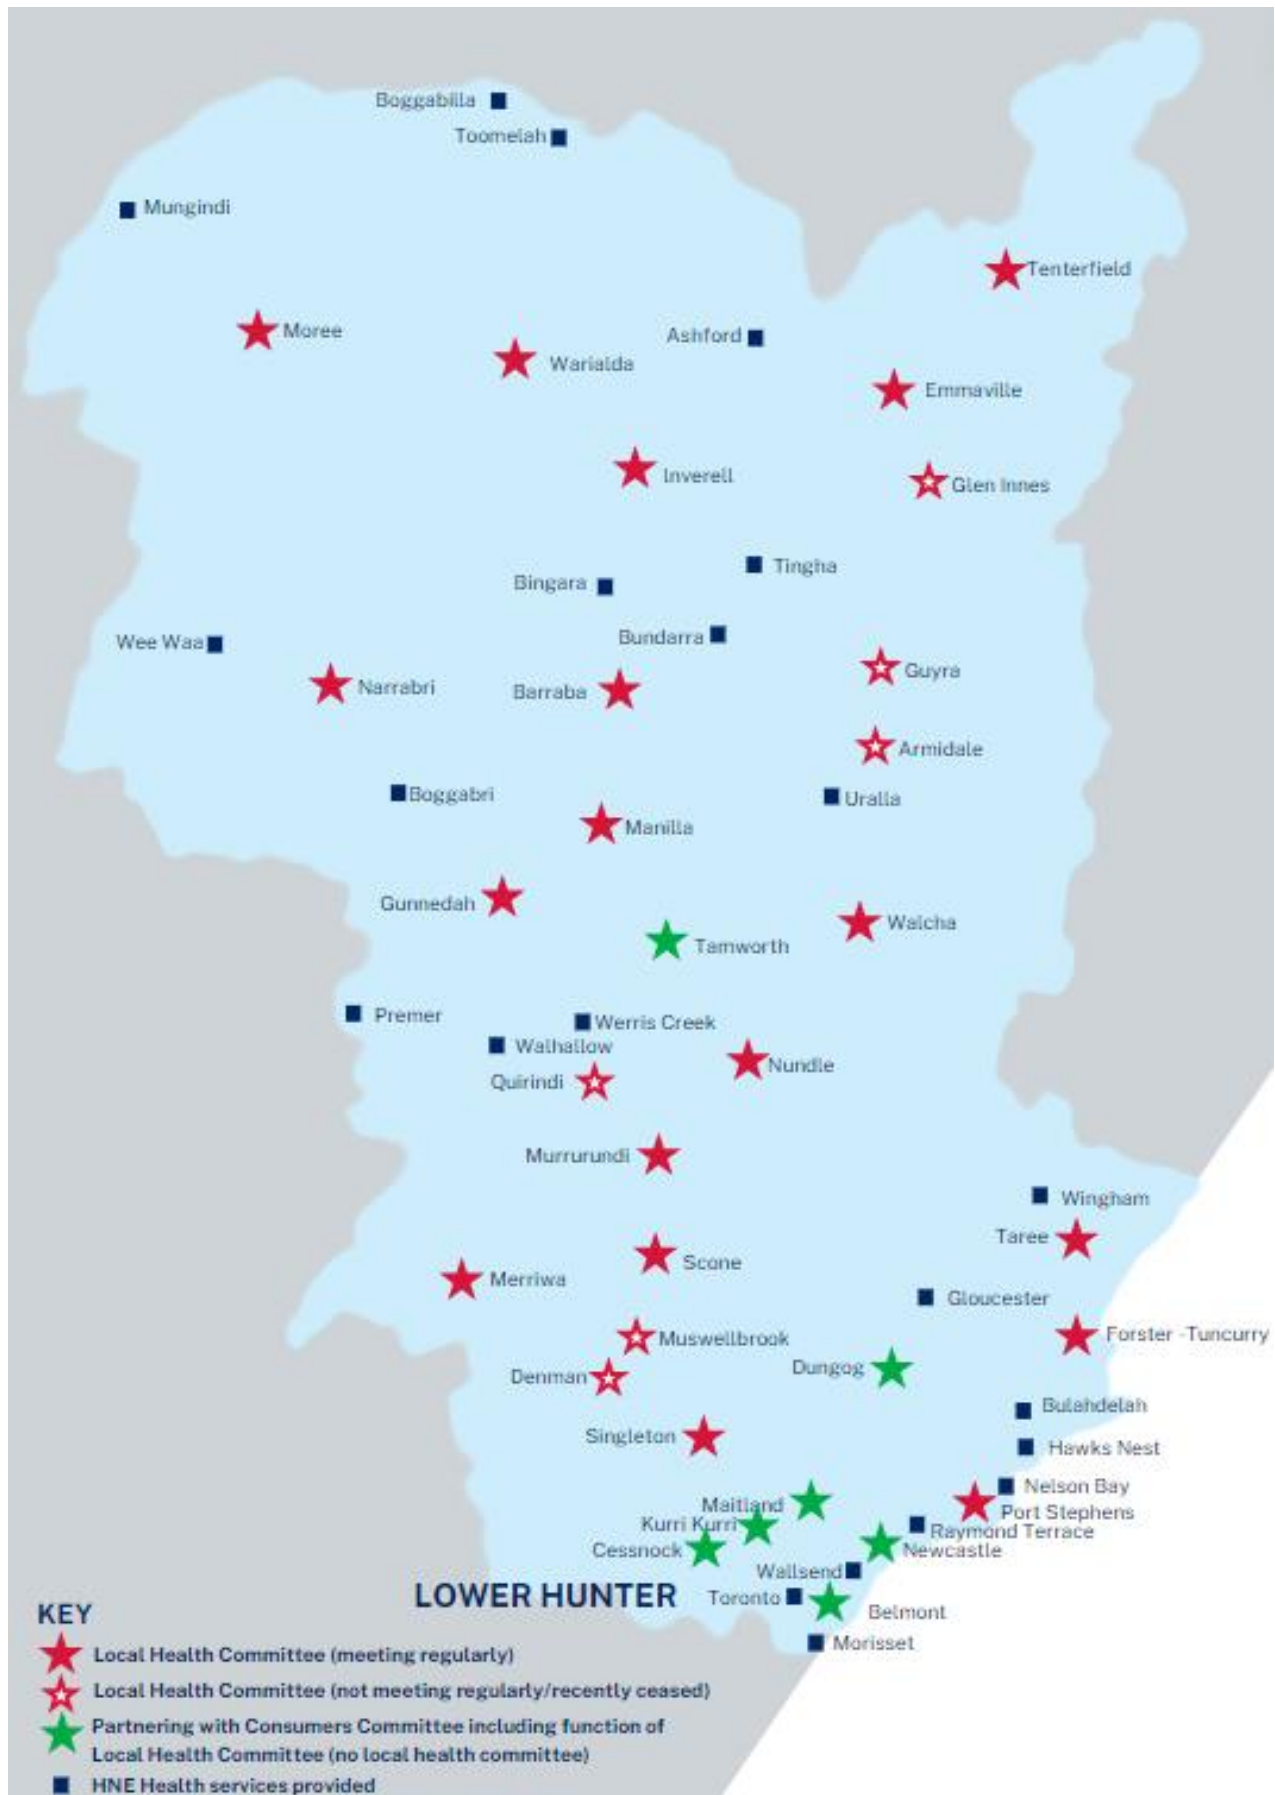 Boggabilla
Toomelah
Mungindi
Tenterfield
Moree
Ashford
Warialda
Emmaville
Inverell
Glen Innes
Tingha
Bingara
Bundarra
Wee Waa
Guyra
Narrabri
Barraba
Armidale
Boggabri
Uralla
Manilla
Gunnedah
Walcha
Tamworth
Premer
Werris Creek
Walhallow
Nundle
Quirindi
Murrurundi
Wingham
Taree
Scone
Merriwa
Gloucester
Forster -Tuncurry
Muswellbrook
Dungog
Denman
Bulahdelah
Singleton
Hawks Nest
Nelson Bay
Maitland
Port Stephens
Kurri Kurri
Raymond Terrace
Cessnock
Newcastle
Wallsend
LOWER HUNTER
Toronto
Belmont
Morisset
KEY
Local Health Committee (meeting regularly)
Local Health Committee (not meeting regularly/recently ceased)
Partnering with Consumers Committee including function of
Local Health Committee (no local health committee)
HNE Health services provided